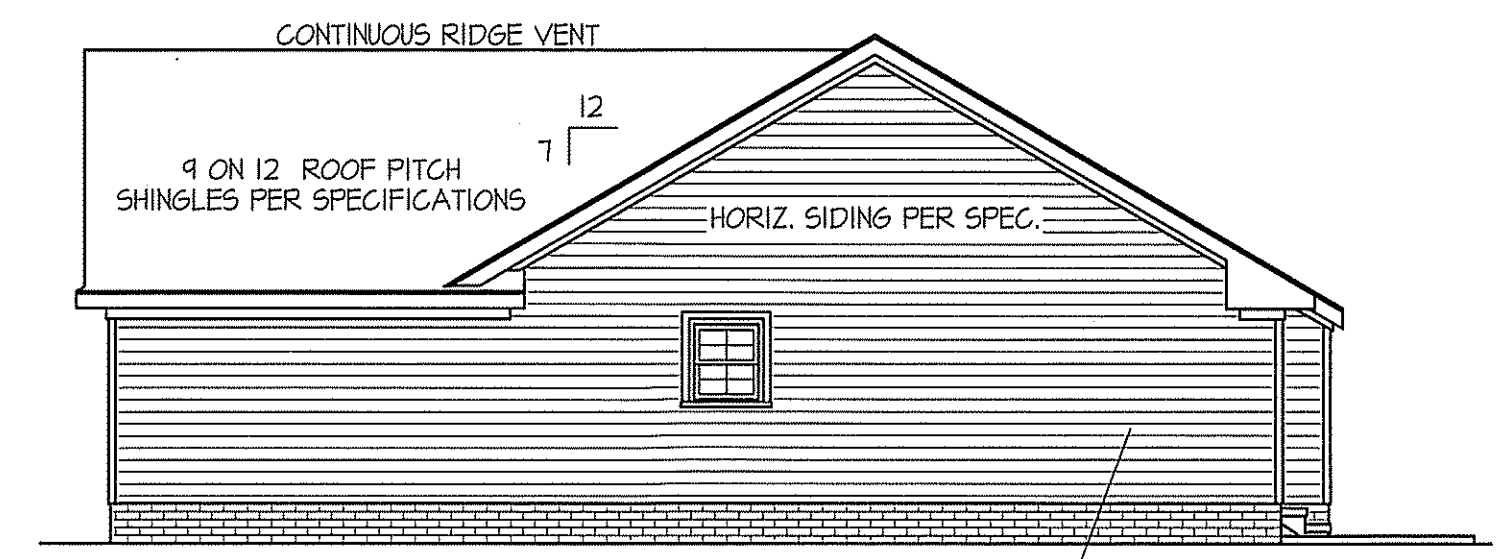 CONTINUOUS RIDGE VENT
12
7
9 ON 12 ROOF PITCH
SHINGLES PER SPECIFICATIONS
HORIZ. SIDING PER SPEC.